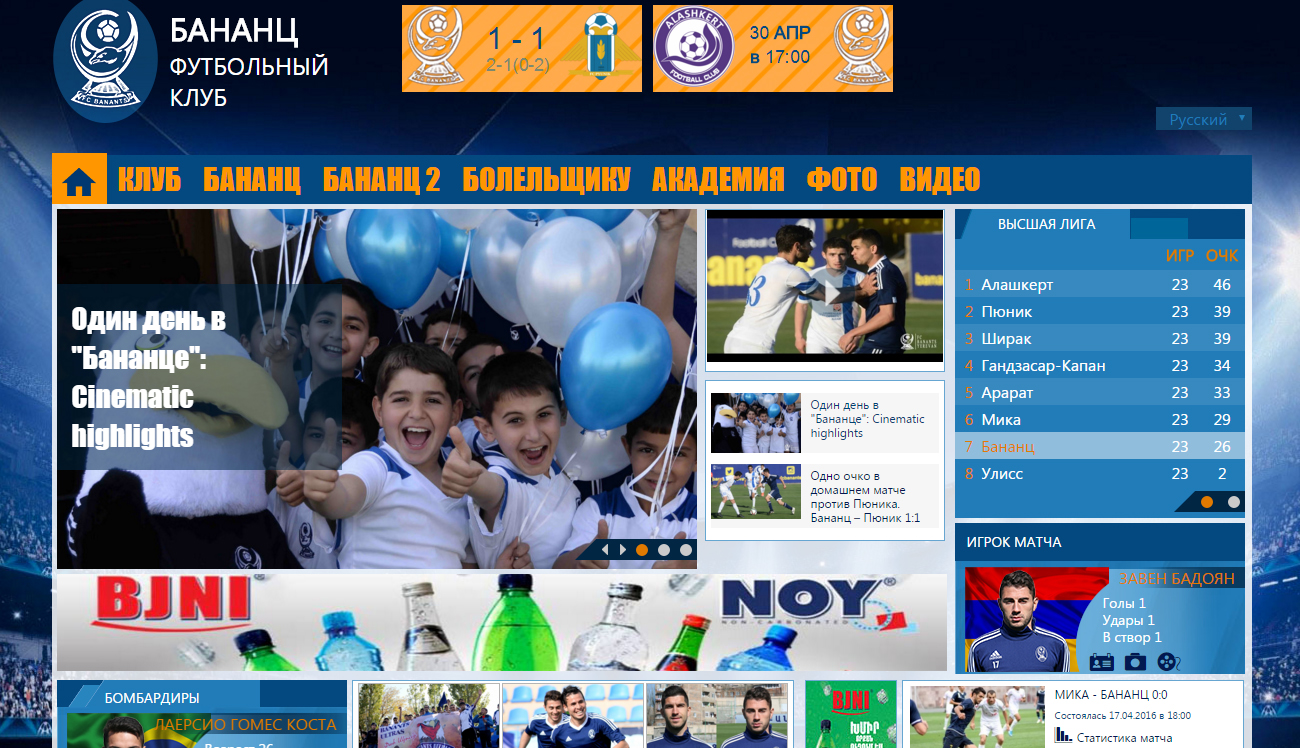 FC BANANTS
БАНАНЦ
ФУТБОЛЬНЫЙ
КЛУБ
1 - 1
2-1(0-2)
ALASHKERT
FOOTBALL CLUB
30 АПР
в 17:00
Русский
КЛУБ БАНАНЦ БАНАНЦ 2 БОЛЕЛЬЩИКУ АКАДЕМИЯ ФОТО ВИДЕО
Один день в
"Бананце":
Cinematic
highlights
Один день в
"Бананце": Cinematic
highlights
Одно очко в
домашнем матче
против Пюника.
Бананц – Пюник 1:1
ВЫСШАЯ ЛИГА
ИГР ОЧК
1 Алашкерт 23 46
2 Пюник 23 39
3 Ширак 23 39
4 Гандзасар-Капан 23 34
5 Арарат 23 33
6 Мика 23 29
7 Бананц 23 26
8 Улисс 23 2
ИГРОК МАТЧА
ЗАВЕН БАДОЯН
Голы 1
Удары 1
В створ 1
17
BJNI
NOY®
NON-CARBONATED
БОМБАРДИРЫ
ЛАЕРСИО ГОМЕС КОСТА
Возраст 26
BJNI
ԽՄԻՐ
МИКА - БАНАНЦ 0:0
Состоялась 17.04.2016 в 18:00
Статистика матча